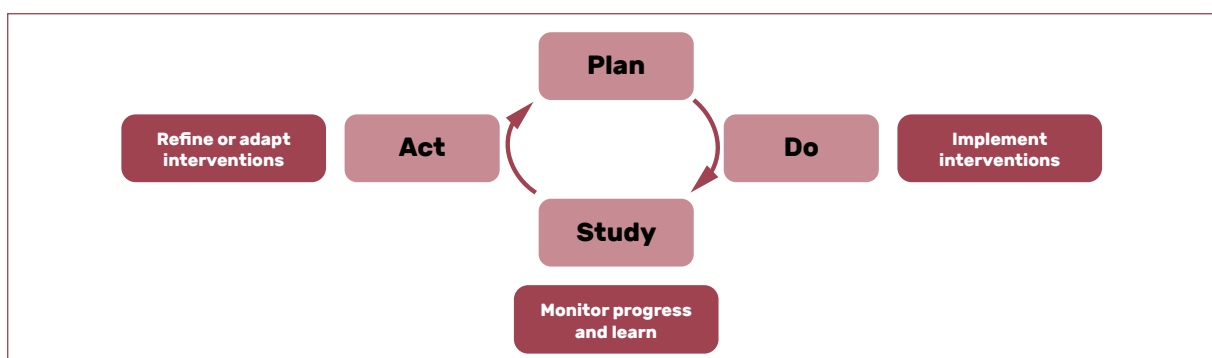 Plan
Refine or adapt
interventions
Act
Do
Implement
interventions
Study
Monitor progress
and learn